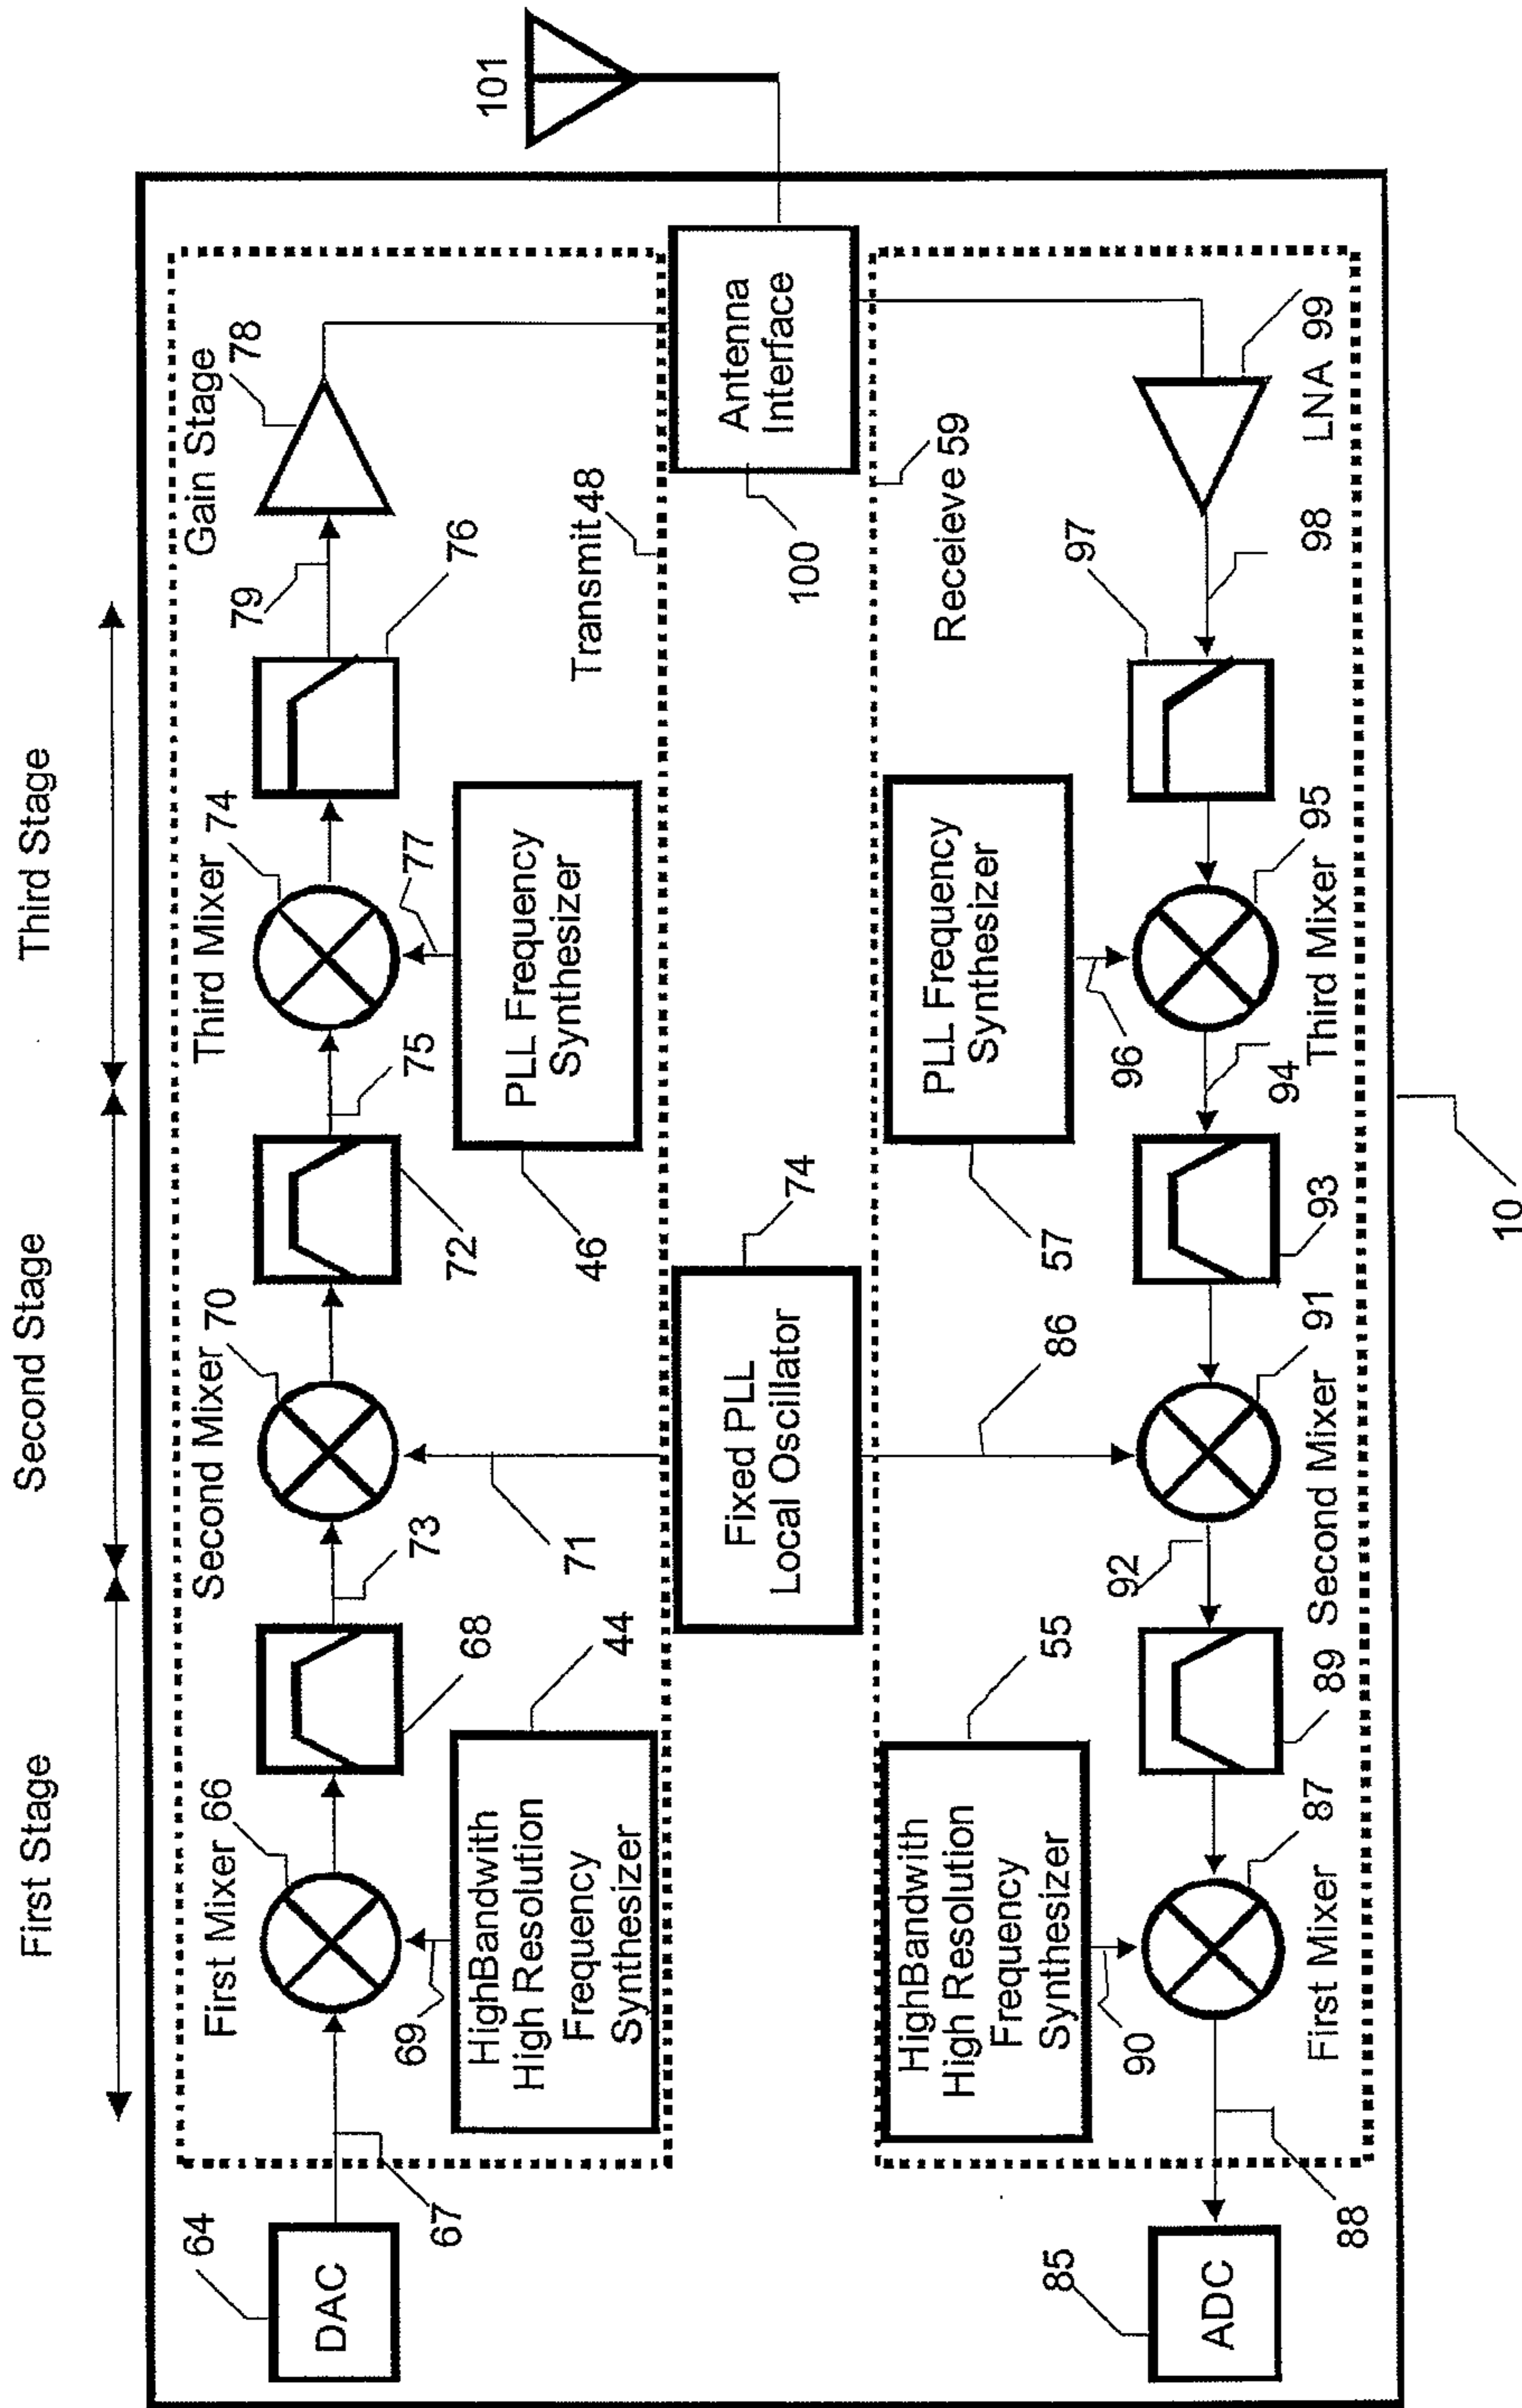 First Stage
Second Stage
Third Stage
64
DAC
67
First Mixer 66
69
HighBandwith
High Resolution
Frequency
Synthesizer
44
68
73
Second Mixer 70
71
72
75
Third Mixer 74
77
PLL Frequency
Synthesizer
46
76
79
Gain Stage
78
Transmit 48
101
Fixed PLL
Local Oscillator
74
86
Antenna
Interface
100
Receieve 59
85
ADC
88
First Mixer
87
90
HighBandwith
High Resolution
Frequency
Synthesizer
55
89
92
Second Mixer
91
93
94
Third Mixer
95
96
PLL Frequency
Synthesizer
57
97
98
LNA 99
10